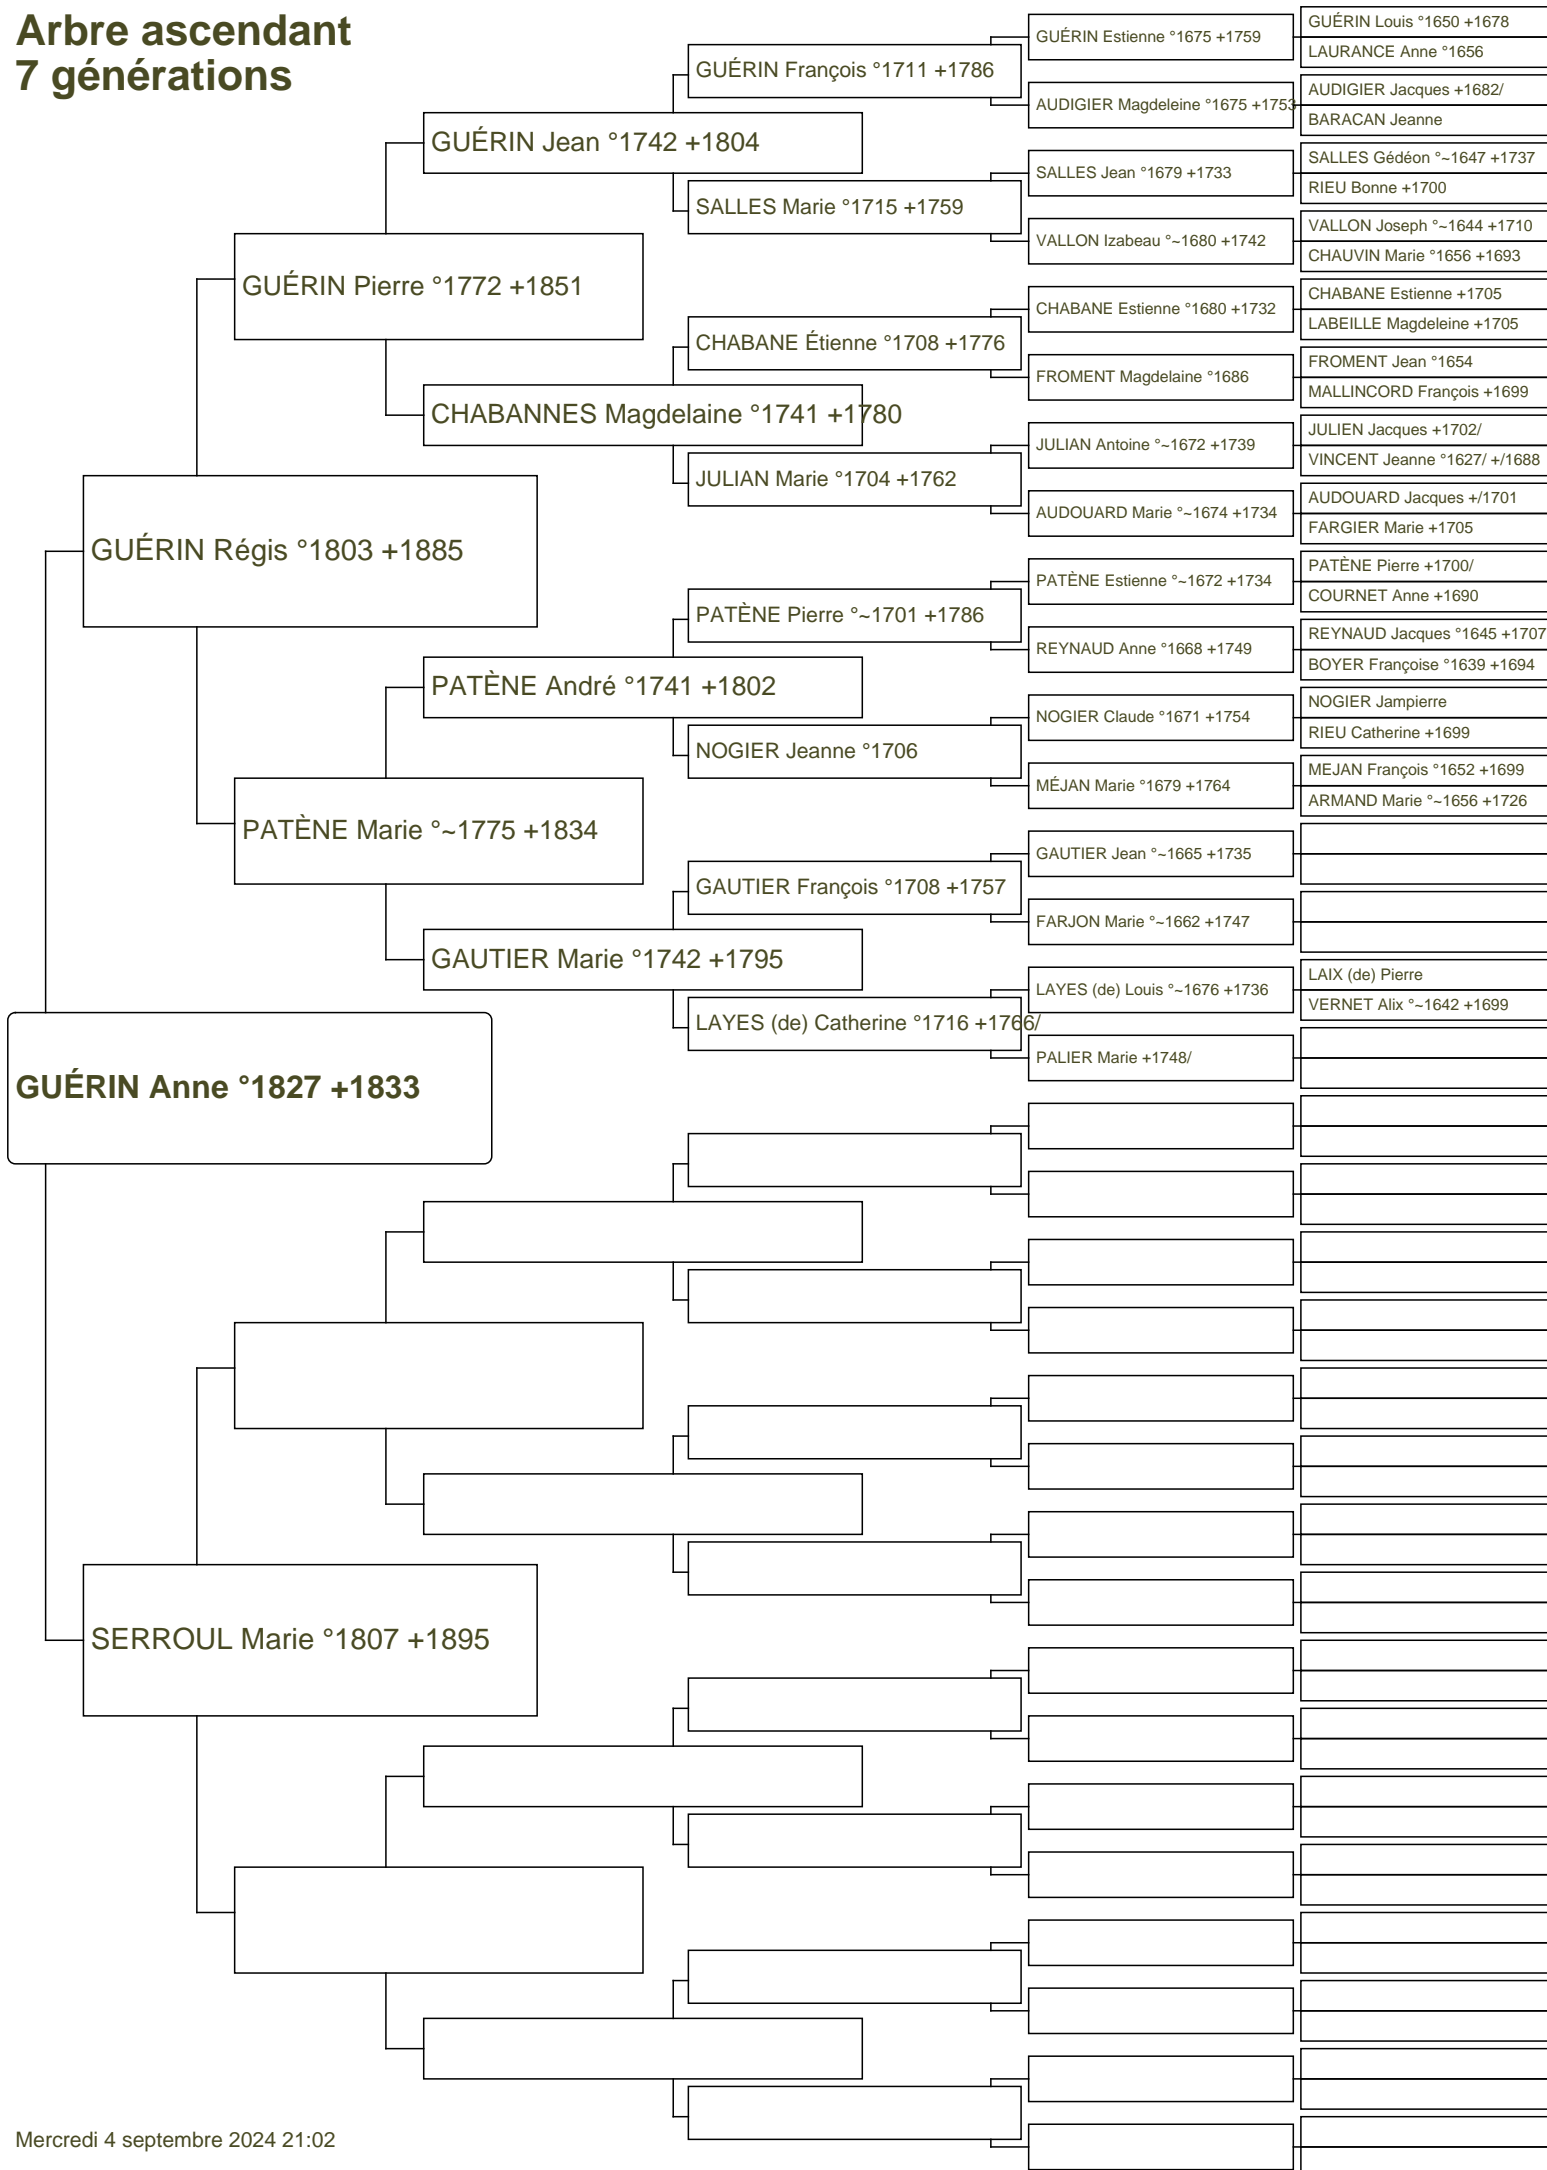 Arbre ascendant
7 générations
GUÉRIN Anne °1827 +1833
GUÉRIN Régis °1803 +1885
SERROUL Marie °1807 +1895
GUÉRIN Pierre °1772 +1851
PATÈNE Marie °~1775 +1834
GUÉRIN Jean °1742 +1804
CHABANNES Magdelaine °1741 +1780
PATÈNE André °1741 +1802
GAUTIER Marie °1742 +1795
GUÉRIN François °1711 +1786
SALLES Marie °1715 +1759
CHABANE Étienne °1708 +1776
JULIAN Marie °1704 +1762
PATÈNE Pierre °~1701 +1786
NOGIER Jeanne °1706
GAUTIER François °1708 +1757
LAYES (de) Catherine °1716 +1766/
GUÉRIN Estienne °1675 +1759
AUDIGIER Magdeleine °1675 +1753
SALLES Jean °1679 +1733
VALLON Izabeau °~1680 +1742
CHABANE Estienne °1680 +1732
FROMENT Magdelaine °1686
JULIAN Antoine °~1672 +1739
AUDOUARD Marie °~1674 +1734
PATÈNE Estienne °~1672 +1734
REYNAUD Anne °1668 +1749
NOGIER Claude °1671 +1754
MÉJAN Marie °1679 +1764
GAUTIER Jean °~1665 +1735
FARJON Marie °~1662 +1747
LAYES (de) Louis °~1676 +1736
PALIER Marie +1748/
GUÉRIN Louis °1650 +1678
LAURANCE Anne °1656
AUDIGIER Jacques +1682/
BARACAN Jeanne
SALLES Gédéon °~1647 +1737
RIEU Bonne +1700
VALLON Joseph °~1644 +1710
CHAUVIN Marie °1656 +1693
CHABANE Estienne +1705
LABEILLE Magdeleine +1705
FROMENT Jean °1654
MALLINCORD François +1699
JULIEN Jacques +1702/
VINCENT Jeanne °1627/ +/1688
AUDOUARD Jacques +/1701
FARGIER Marie +1705
PATÈNE Pierre +1700/
COURNET Anne +1690
REYNAUD Jacques °1645 +1707
BOYER Françoise °1639 +1694
NOGIER Jampierre
RIEU Catherine +1699
MEJAN François °1652 +1699
ARMAND Marie °~1656 +1726
LAIX (de) Pierre
VERNET Alix °~1642 +1699
Mercredi 4 septembre 2024 21:02